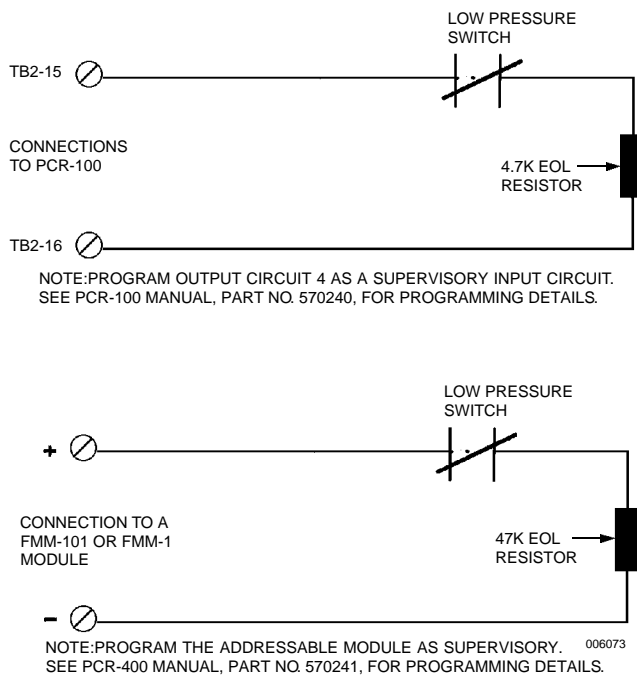 LOW PRESSURE
SWITCH
TB2-15
CONNECTIONS
TO PCR-100
4.7K EOL
RESISTOR
TB2-16
NOTE:PROGRAM OUTPUT CIRCUIT 4 AS A SUPERVISORY INPUT CIRCUIT.
SEE PCR-100 MANUAL, PART NO. 570240, FOR PROGRAMMING DETAILS.
LOW PRESSURE
SWITCH
+
CONNECTION TO A
FMM-101 OR FMM-1
MODULE
47K EOL
RESISTOR
-
NOTE:PROGRAM THE ADDRESSABLE MODULE AS SUPERVISORY. 006073
SEE PCR-400 MANUAL, PART NO. 570241, FOR PROGRAMMING DETAILS.